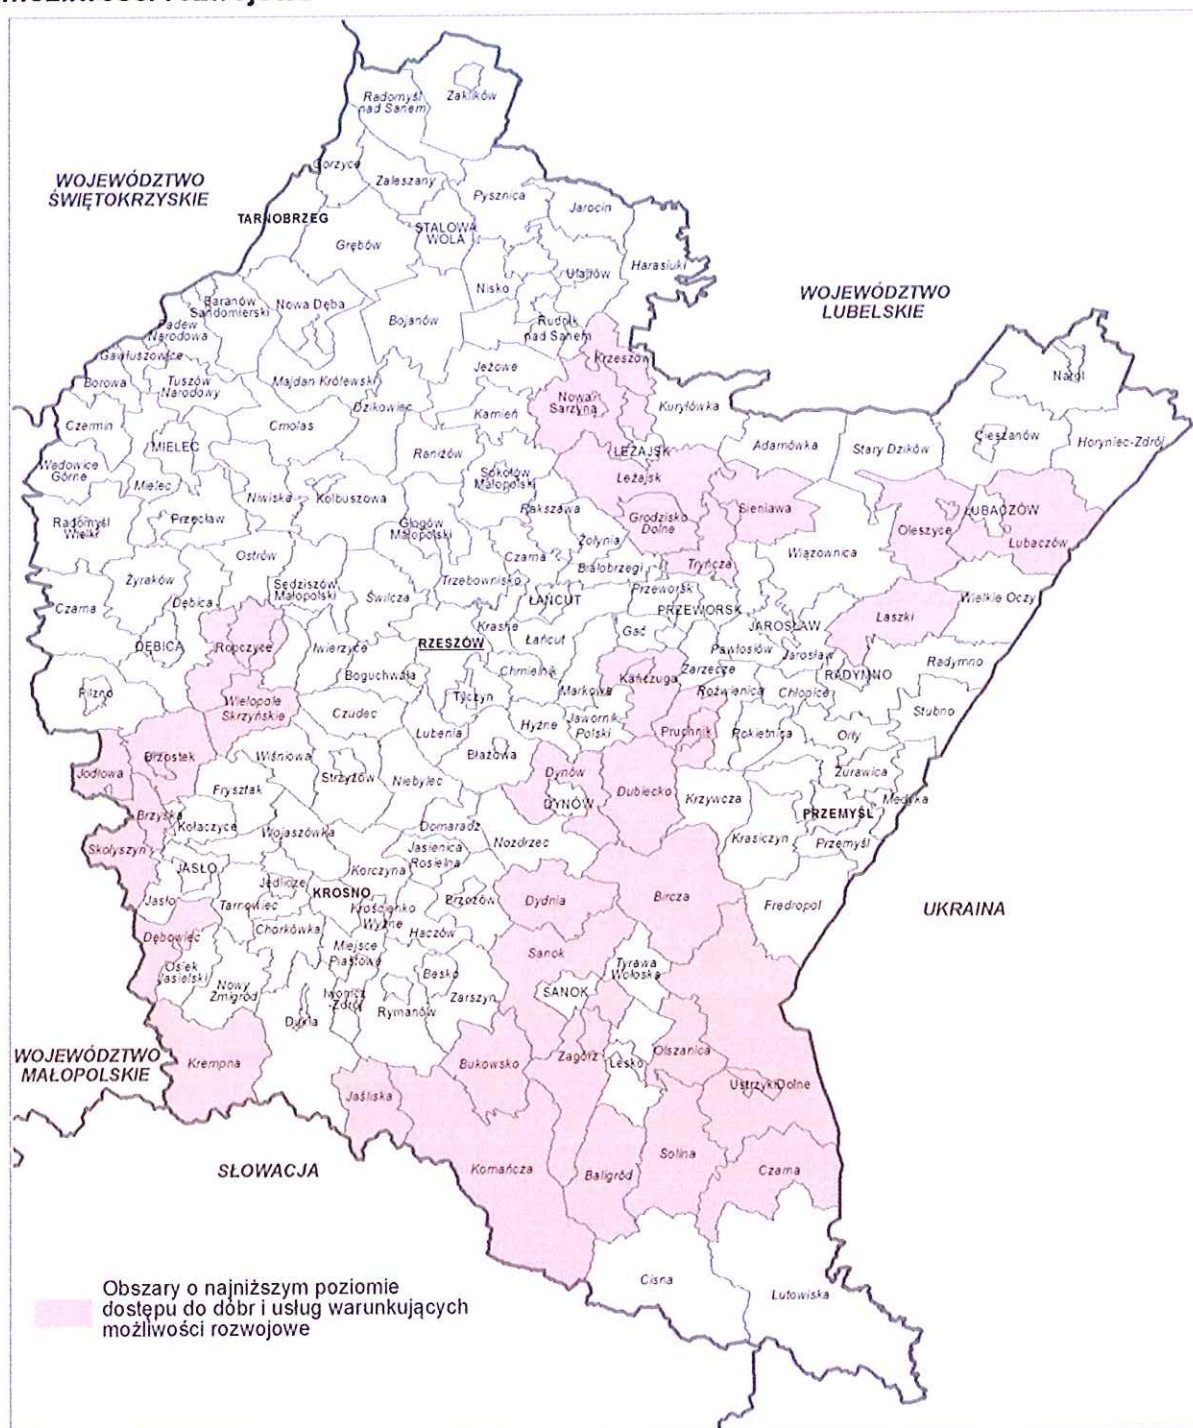 Radomyśl
nad Sanem
Zaklików
WOJEWÓDZTWO
ŚWIĘTOKRZYSKIE
Gorzyce
Zaleszany
Pysznica
Jarocin
TARNOBRZEG
STALOWA
WOLA
Grębów
Harasiuki
Nisko
Ulanów
WOJEWÓDZTWO
LUBELSKIE
Baranów
Sandomierski
Nowa Dęba
Bojanów
Rudnik
nad Sanem
Padew
Narodowa
Gawłuszowice
Krzeszów
Jeżowe
Borowa
Tuszów
Narodowy
Majdan Królewski
Narol
Dzikowiec
Kamień
Nowa
Sarzyna
Kuryłówka
Czermin
Cmolas
MIELEC
Raniżów
LEŻAJSK
Adamówka
Stary Dzików
Cieszanów
Horyniec-Zdrój
Wadowice
Górne
Mielec
Niwiska
Kolbuszowa
Sokołów
Małopolski
Leżajsk
Radomyśl
Wielki
Przecław
Głogów
Małopolski
Rakszawa
Grodzisko
Dolne
Sieniawa
Oleszyce
LUBACZÓW
Lubaczów
Ostrów
Czarna
Żołynia
Wiązownica
Żyraków
Sędziszów
Małopolski
Trzebownisko
Białobrzegi
Tryńcza
Czarna
Dębica
Świlcza
ŁAŃCUT
Przeworsk
PRZEWORSK
Wielkie Oczy
Laszki
DĘBICA
Ropczyce
Iwierzyce
RZESZÓW
Krasne
Łańcut
Gać
JAROSŁAW
Pawłosiów
Jarosław
Radymno
Boguchwała
Chmielnik
Markowa
Kańczuga
Zarzecze
RADYMNO
Pilzno
Wielopole
Skrzyńskie
Tyczyn
Roźwienica
Chłopice
Stubno
Czudec
Lubenia
Hyżne
Jawornik
Polski
Pruchnik
Rokietnica
Orły
Brzostek
Wiśniowa
Błażowa
Jodłowa
Strzyżów
Niebylec
Dynów
Żurawica
Frysztak
DYNÓW
Dubiecko
Krzywcza
Medyka
Brzyska
Kołaczyce
Wojaszówka
Domaradz
PRZEMYŚL
Skołyszyn
Jasienica
Rosielna
Nozdrzec
Krasiczyn
Przemyśl
JASŁO
Korczyna
Jedlicze
KROSNO
Bircza
Jasło
Tarnowiec
Krościenko
Wyżne
Brzozów
Dydnia
Fredropol
UKRAINA
Chorkówka
Haczów
Dębowiec
Miejsce
Piastowe
Sanok
Osiek
Jasielski
Besko
Tyrawa
Wołoska
Nowy
Żmigród
Iwonicz
-Zdrój
Zarszyn
SANOK
Dukla
Rymanów
WOJEWÓDZTWO
MAŁOPOLSKIE
Krempna
Bukowsko
Zagórz
Lesko
Olszanica
Ustrzyki Dolne
Jaśliska
SŁOWACJA
Komańcza
Baligród
Solina
Czarna
Cisna
Lutowiska
Obszary o najniższym poziomie
dostępu do dóbr i usług warunkujących
możliwości rozwojowe